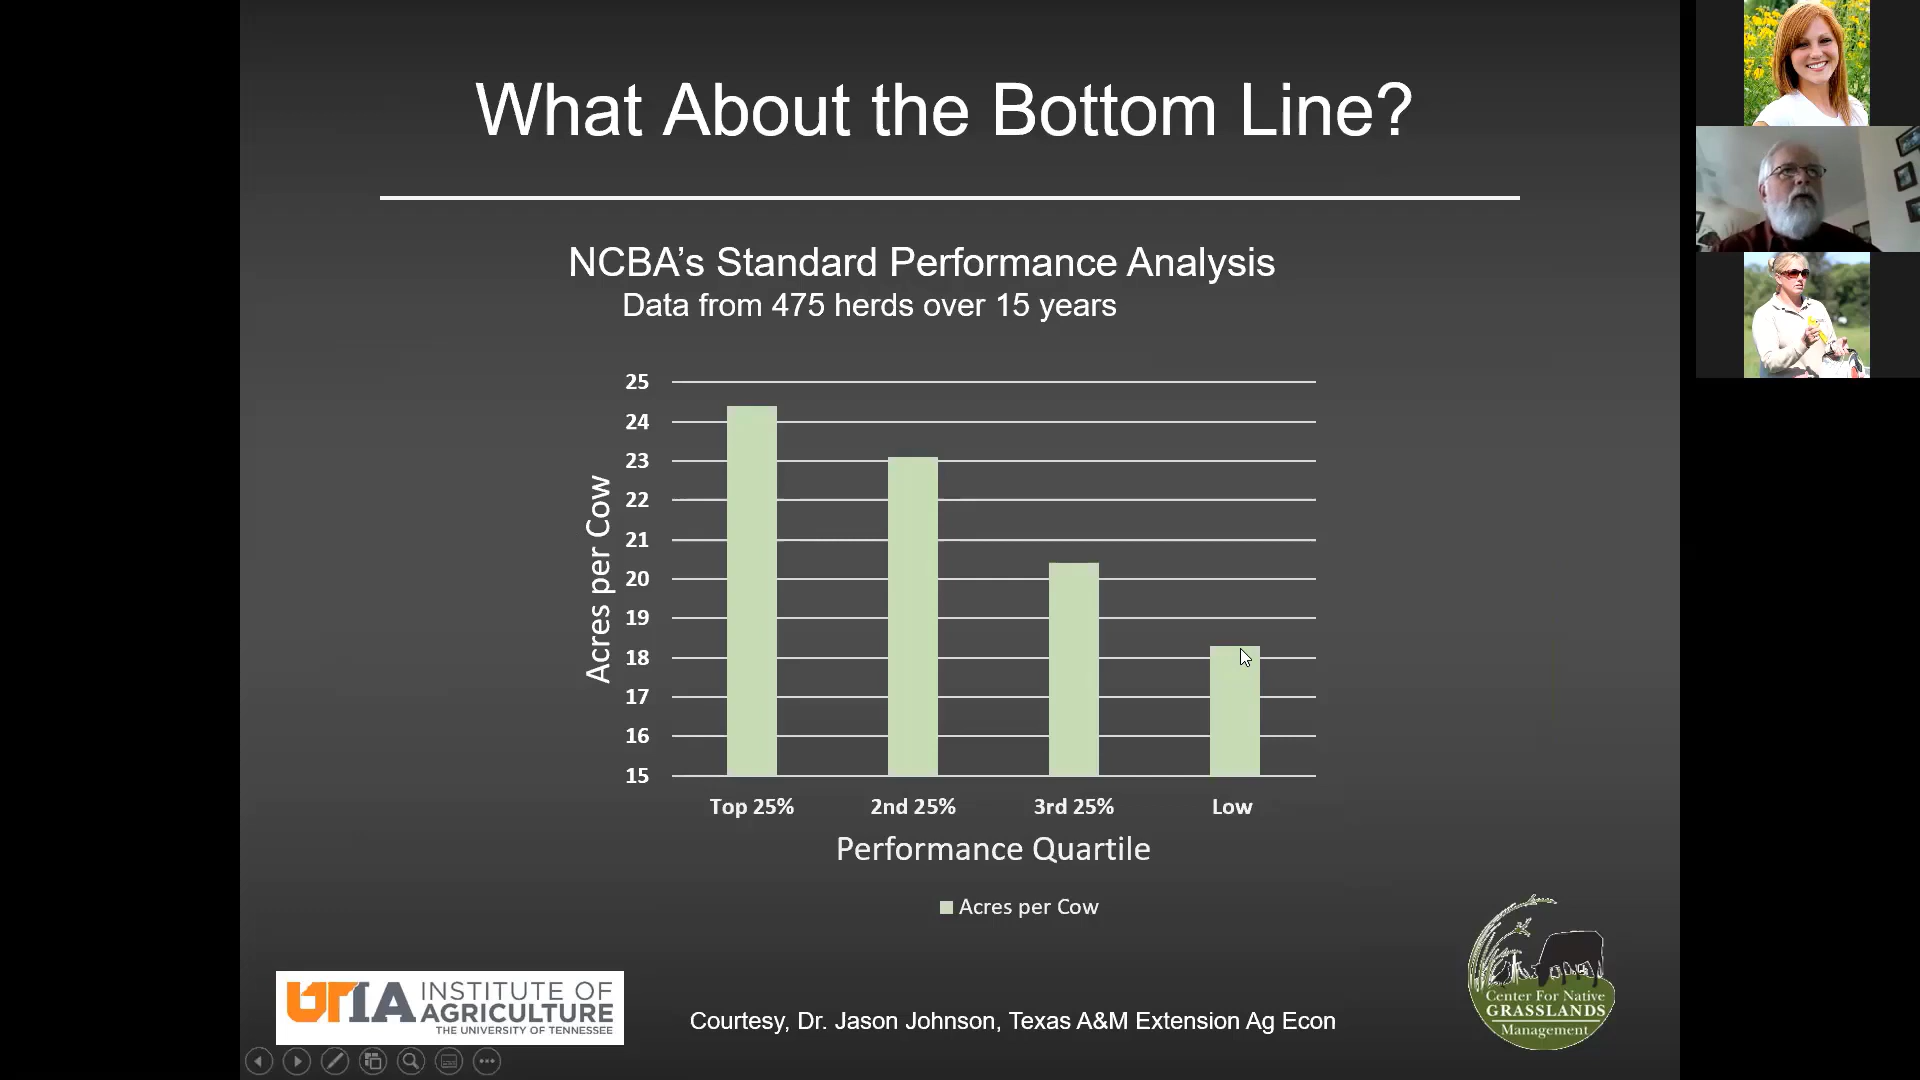 What About the Bottom Line?
NCBA’s Standard Performance Analysis
Data from 475 herds over 15 years
25
24
23
22
21
20
19
18
17
16
15
Acres per Cow
Top 25%
2nd 25%
3rd 25%
Low
Performance Quartile
Acres per Cow
UTIA INSTITUTE OF
AGRICULTURE
THE UNIVERSITY OF TENNESSEE
Courtesy, Dr. Jason Johnson, Texas A&M Extension Ag Econ
Center For Native
GRASSLANDS
Management